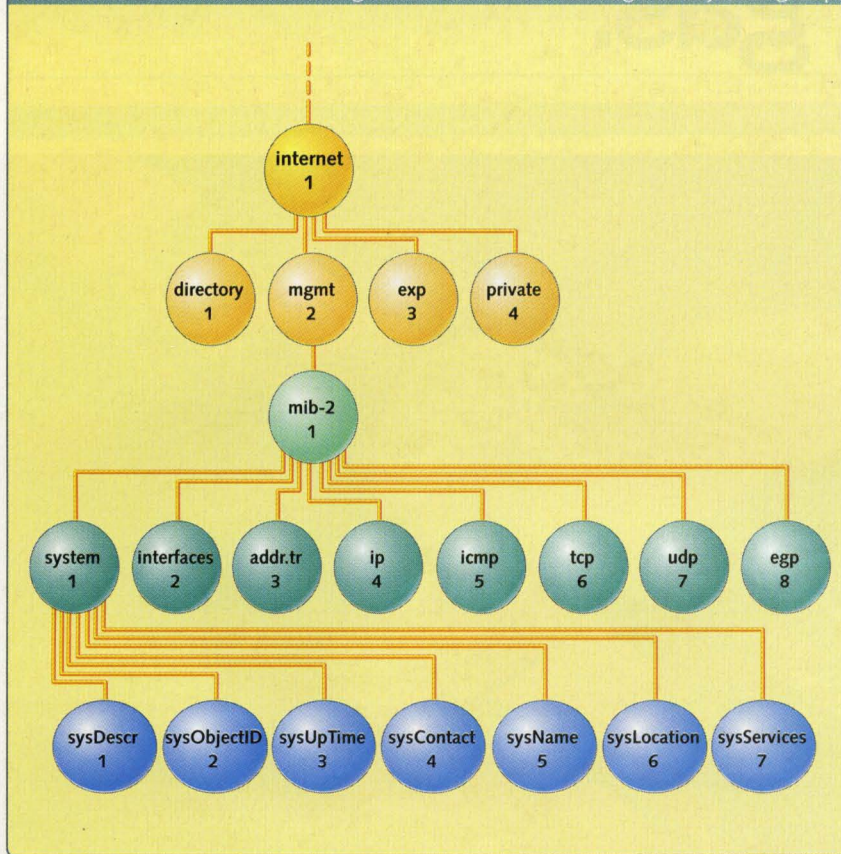 internet
1
directory
1
mgmt
2
exp
3
private
4
mib-2
1
system
1
interfaces
2
addr.tr
3
ip
4
icmp
5
tcp
6
udp
7
egp
8
sysDescr
1
sysObjectID
2
sysUpTime
3
sysContact
4
sysName
5
sysLocation
6
sysServices
7